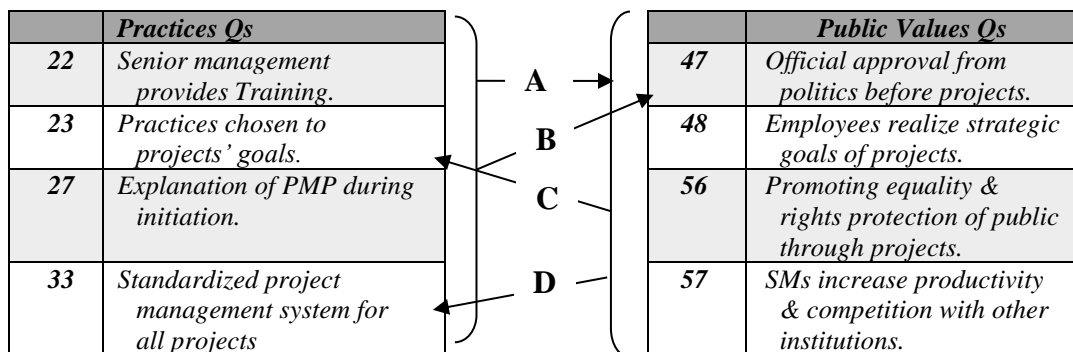 Practices Qs
22 Senior management
provides Training.
23 Practices chosen to
projects’ goals.
27 Explanation of PMP during
initiation.
33 Standardized project
management system for
all projects
A
B
C
D
Public Values Qs
47 Official approval from
politics before projects.
48 Employees realize strategic
goals of projects.
56 Promoting equality &
rights protection of public
through projects.
57 SMs increase productivity
& competition with other
institutions.